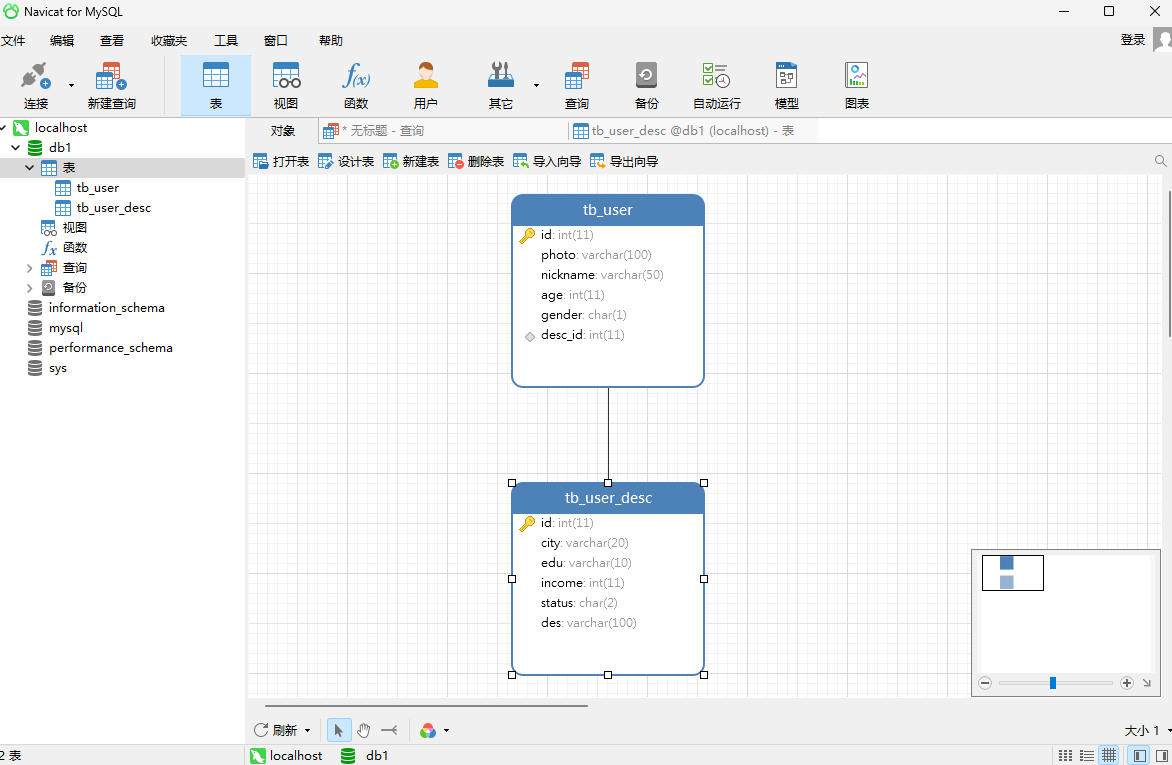 Navicat for MySQL
文件 编辑 查看 收藏夹 工具 窗口 帮助 登录
连接 新建查询 表 视图 函数 用户 其它 查询 备份 自动运行 模型 图表
localhost
db1
表
tb_user
tb_user_desc
视图
函数
查询
备份
information_schema
mysql
performance_schema
sys
对象 * 无标题 - 查询 tb_user_desc @db1 (localhost) - 表
打开表 设计表 新建表 删除表 导入向导 导出向导
tb_user
id: int(11)
photo: varchar(100)
nickname: varchar(50)
age: int(11)
gender: char(1)
desc_id: int(11)
tb_user_desc
id: int(11)
city: varchar(20)
edu: varchar(10)
income: int(11)
status: char(2)
des: varchar(100)
刷新 大小 1
2 表 localhost db1